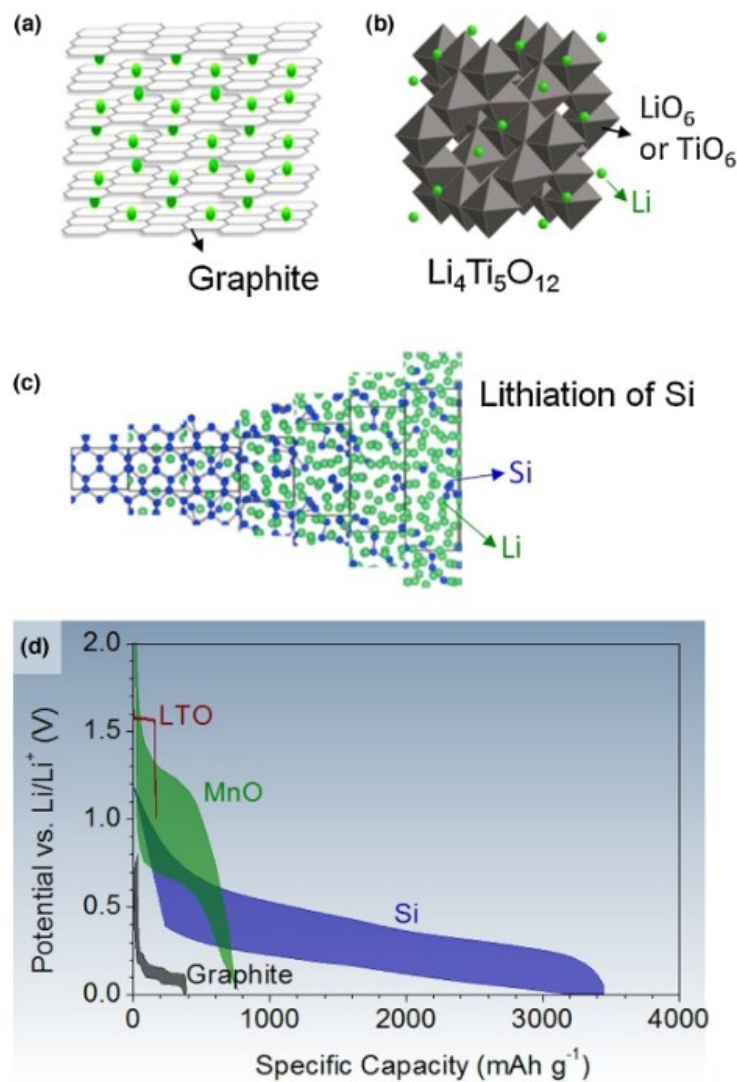 (a)
(b)
LiO₆
or TiO₆
Li
Graphite
Li₄Ti₅O₁₂
(c)
Lithiation of Si
Si
Li
(d)
2.0
LTO
1.5
MnO
1.0
Si
0.5
Graphite
0.0
0 1000 2000 3000 4000
Potential vs. Li/Li⁺ (V)
Specific Capacity (mAh g⁻¹)